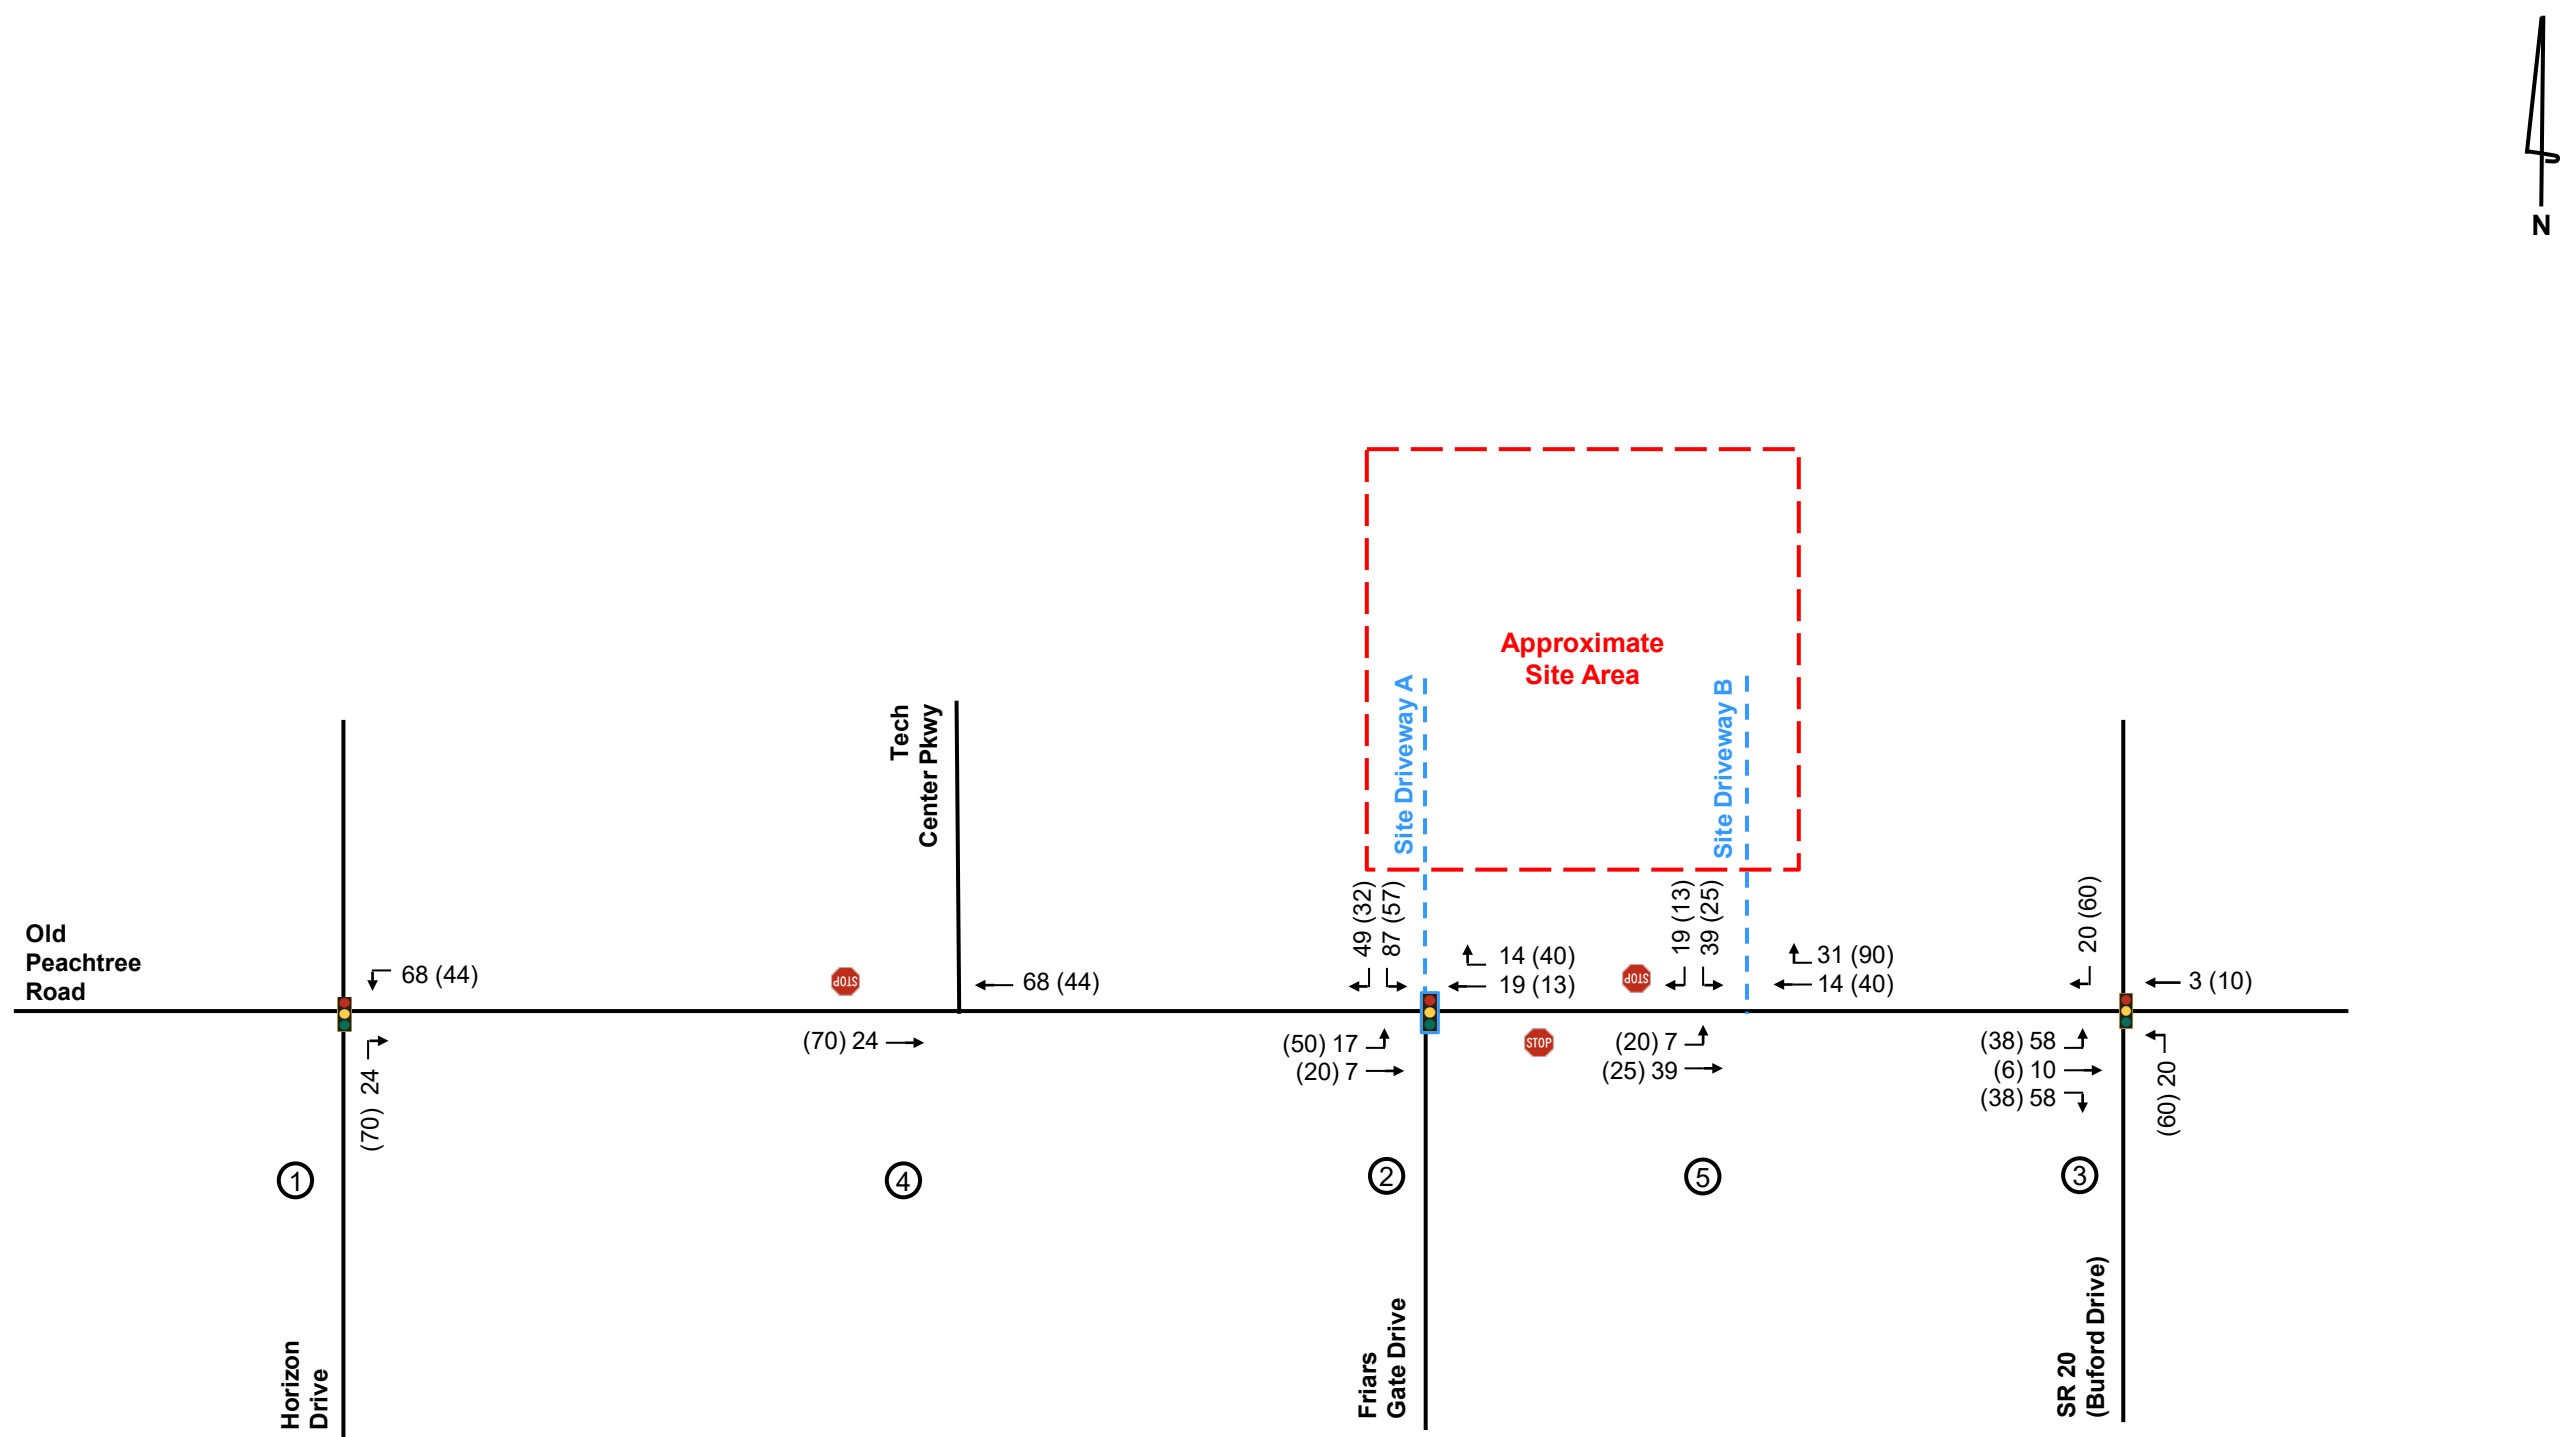 N
Approximate
Site Area
Site Driveway A
Site Driveway B
Tech
Center Pkwy
Old
Peachtree
Road
68 (44)
(70) 24
STOP
68 (44)
(70) 24
49 (32)
87 (57)
14 (40)
19 (13)
(50) 17
(20) 7
STOP
STOP
19 (13)
39 (25)
31 (90)
14 (40)
(20) 7
(25) 39
20 (60)
3 (10)
(38) 58
(6) 10
(38) 58
(60) 20
1
4
2
5
3
Horizon
Drive
Friars
Gate Drive
SR 20
(Buford Drive)